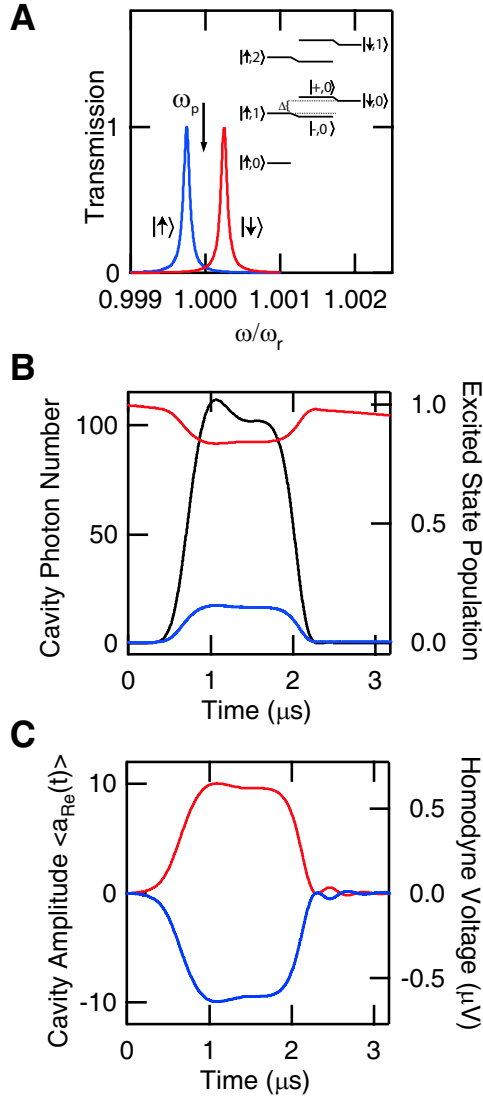 A
Transmission
1
0
ω_p
|↑⟩
|↓⟩
|↑,2⟩
|↓,1⟩
|+,0⟩
|↓,0⟩
Δ
|↑,1⟩
|-,0⟩
|↑,0⟩
0.999 1.000 1.001 1.002
ω/ω_r
B
Cavity Photon Number
100
50
0
Excited State Population
1.0
0.5
0.0
0 1 2 3
Time (μs)
C
Cavity Amplitude <a_Re(t)>
10
0
-10
Homodyne Voltage (μV)
0.5
0.0
-0.5
0 1 2 3
Time (μs)